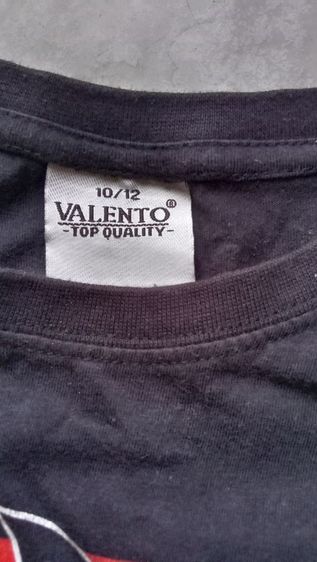 10/12
VALENTO®
-TOP QUALITY-